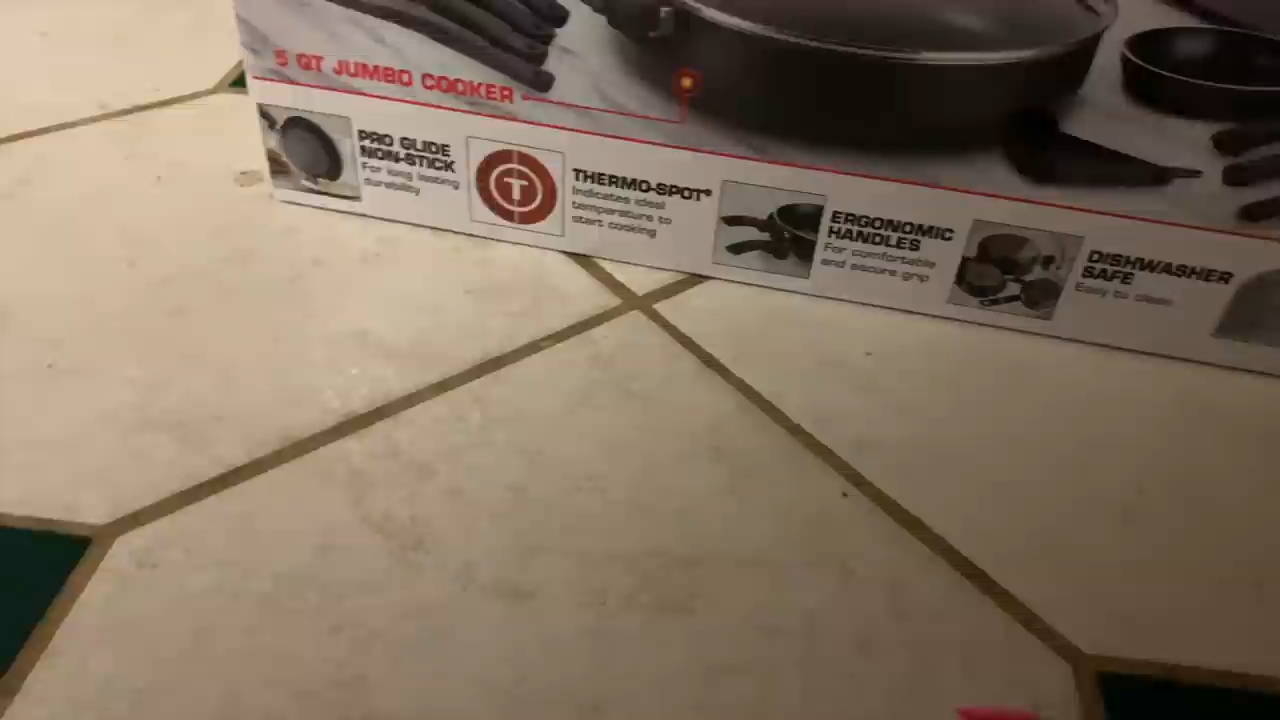 5 QT JUMBO COOKER
PRO GLIDE
NON-STICK
For long lasting
durability
T
THERMO-SPOT®
Indicates ideal
temperature to
start cooking
ERGONOMIC
HANDLES
For comfortable
and secure grip
DISHWASHER
SAFE
Easy to clean